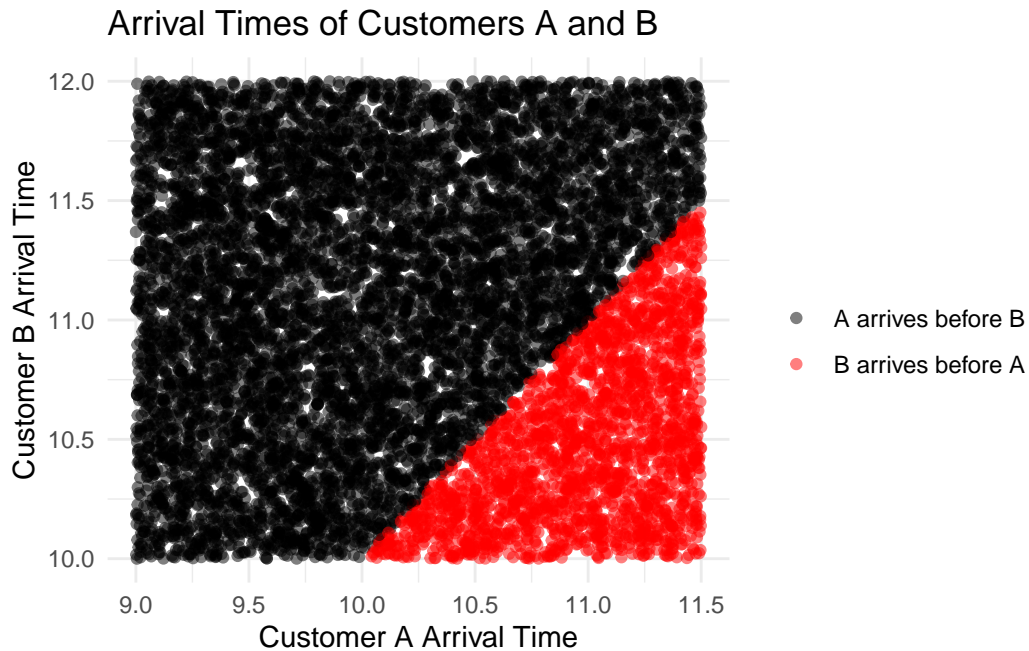 Arrival Times of Customers A and B
Customer B Arrival Time
12.0
11.5
11.0
10.5
10.0
9.0
9.5
10.0
10.5
11.0
11.5
Customer A Arrival Time
A arrives before B
B arrives before A